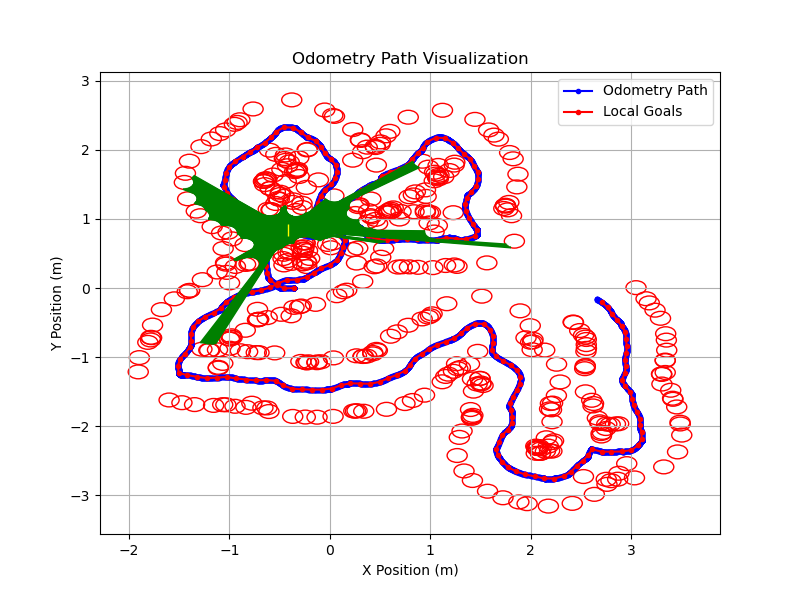 Odometry Path Visualization
Odometry Path
Local Goals
3
2
1
0
−1
−2
−3
Y Position (m)
−2
−1
0
1
2
3
X Position (m)